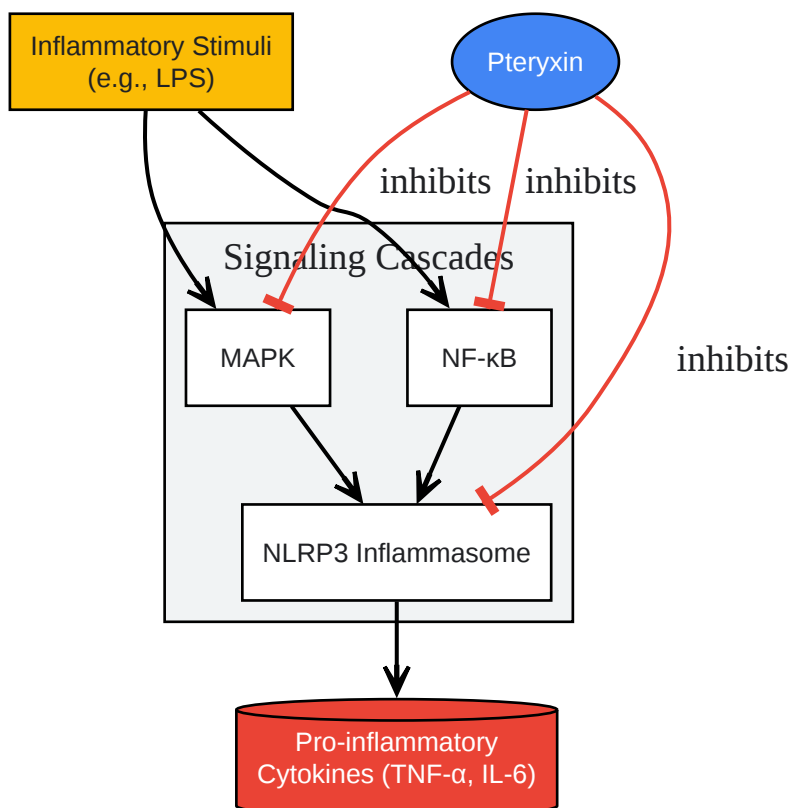 Inflammatory Stimuli
(e.g., LPS)
Pteryxin
inhibits
inhibits
Signaling Cascades
MAPK
NF-κB
inhibits
NLRP3 Inflammasome
Pro-inflammatory
Cytokines (TNF-α, IL-6)